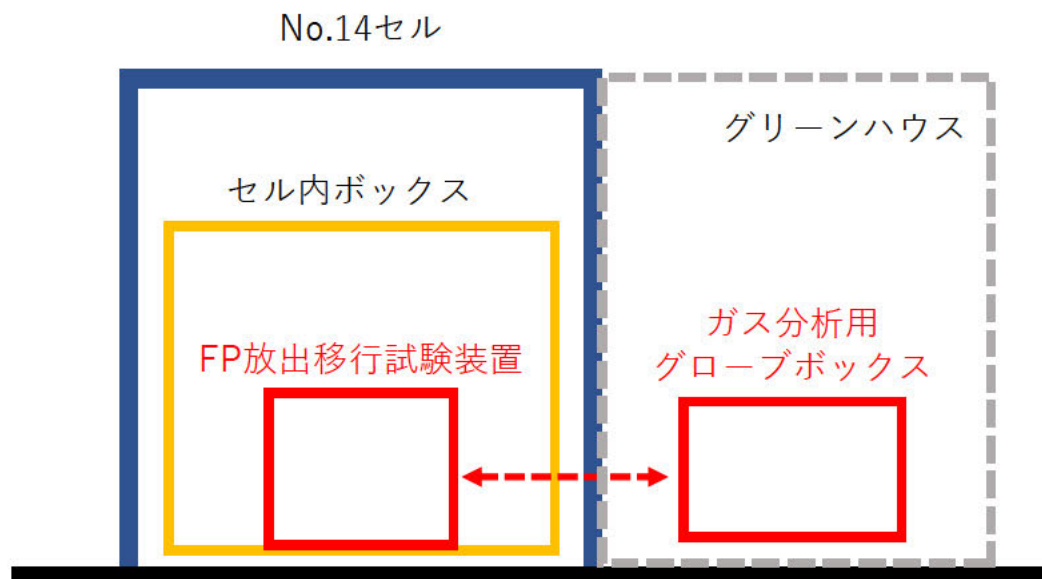 No.14セル
グリーンハウス
セル内ボックス
ガス分析用
グローブボックス
FP放出移行試験装置